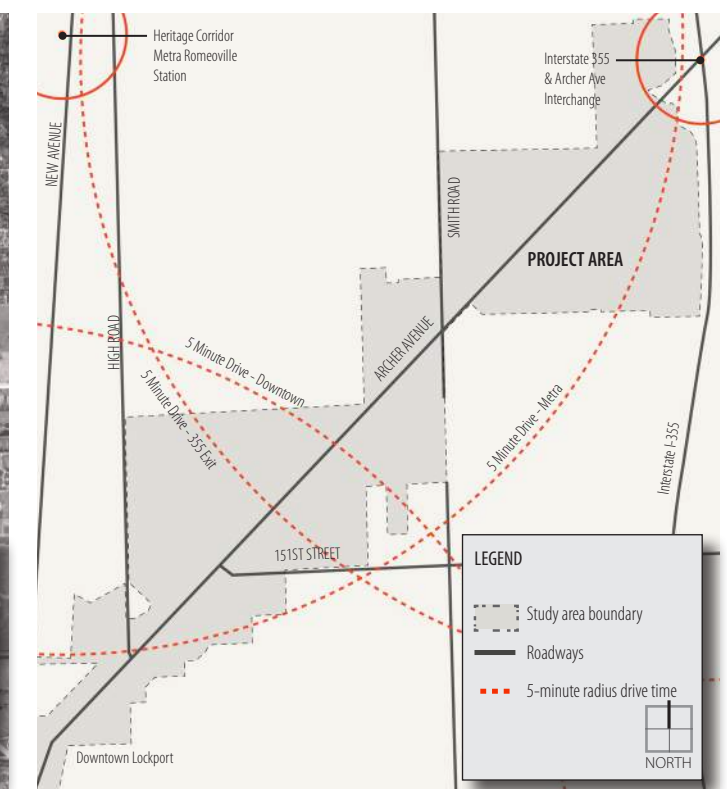 Heritage Corridor
Metra Romeoville
Station
Interstate 355
& Archer Ave
Interchange
NEW AVENUE
SMITH ROAD
PROJECT AREA
HIGH ROAD
ARCHER AVENUE
5 Minute Drive - Downtown
5 Minute Drive - 355 Exit
5 Minute Drive - Metra
Interstate I-355
151ST STREET
LEGEND
Study area boundary
Roadways
5-minute radius drive time
NORTH
Downtown Lockport